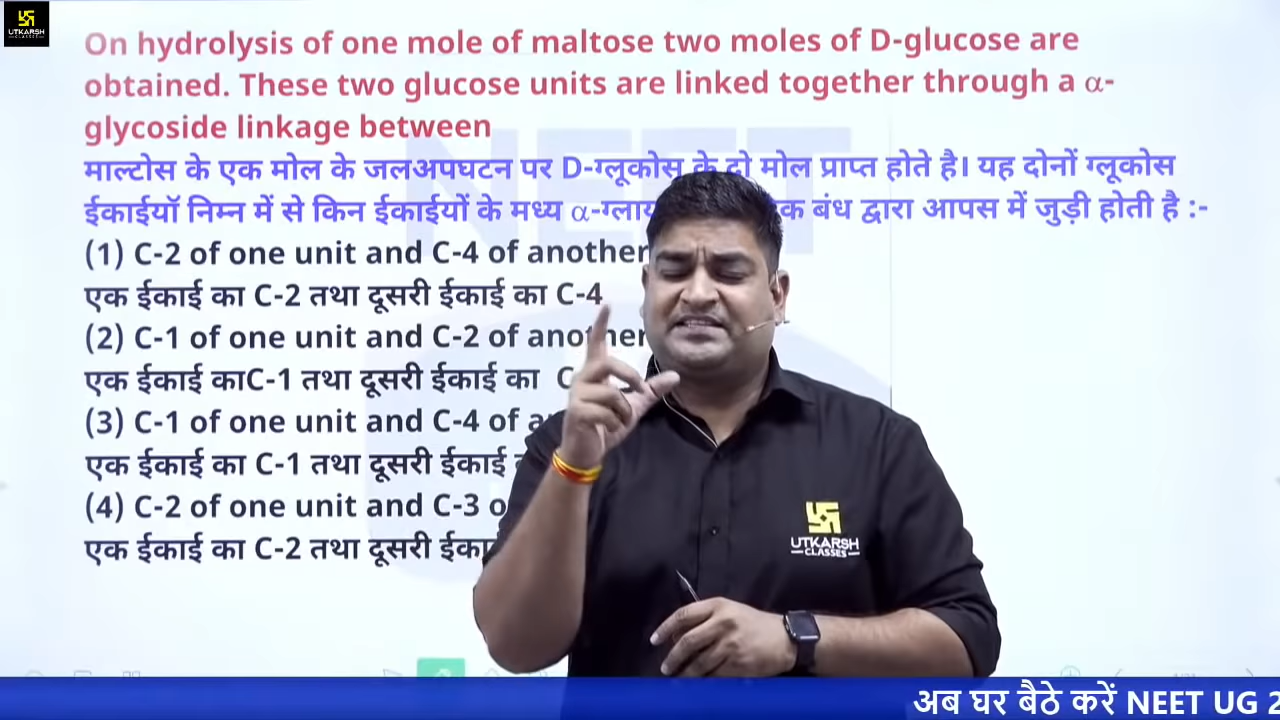 UTKARSH
CLASSES
On hydrolysis of one mole of maltose two moles of D-glucose are
obtained. These two glucose units are linked together through a α-
glycoside linkage between
माल्टोस के एक मोल के जलअपघटन पर D-ग्लूकोस के दो मोल प्राप्त होते है। यह दोनों ग्लूकोस
ईकाईयॉ निम्न में से किन ईकाईयों के मध्य α-ग्ला क बंध द्वारा आपस में जुड़ी होती है :-
(1) C-2 of one unit and C-4 of another
एक ईकाई का C-2 तथा दूसरी ईकाई का C-4
(2) C-1 of one unit and C-2 of another
एक ईकाई काC-1 तथा दूसरी ईकाई का
(3) C-1 of one unit and C-4 of
एक ईकाई का C-1 तथा दूसरी ईकाई
(4) C-2 of one unit and C-3
एक ईकाई का C-2 तथा दूसरी
UTKARSH
CLASSES
अब घर बैठे करें NEET UG 2